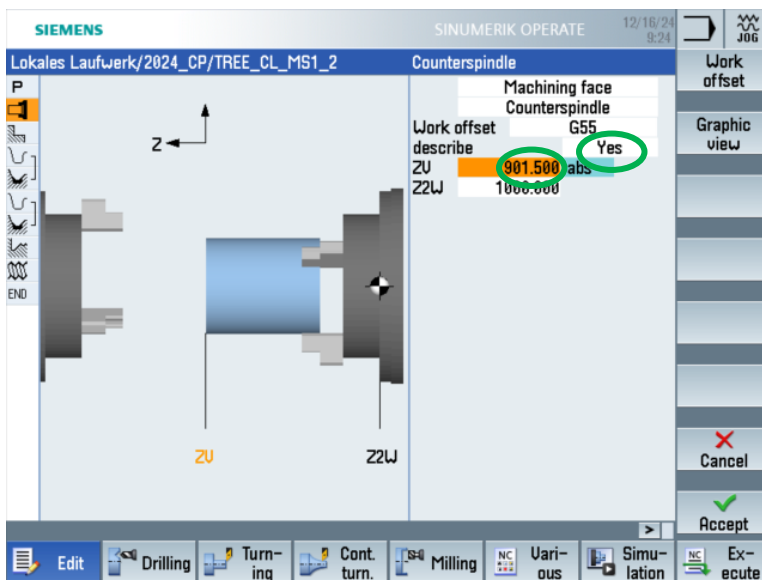 SIEMENS
SINUMERIK OPERATE
12/16/24
9:24
JOG
Lokales Laufwerk/2024_CP/TREE_CL_MS1_2
Counterspindle
Work
offset
P
Machining face
Counterspindle
Work offset G55
describe Yes
ZV 901.500 abs
Z2W 1000.000
Graphic
view
Z
END
ZV
Z2W
Cancel
Accept
>
Edit
Drilling
Turn-
ing
Cont.
turn.
Milling
NC
Vari-
ous
Simu-
lation
NC
Ex-
ecute